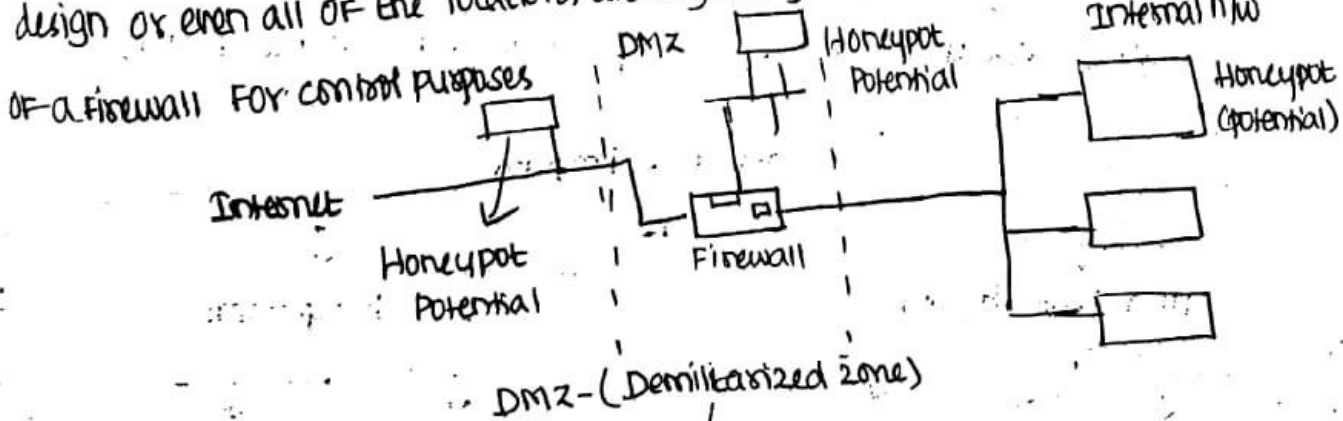 design or even all of the
Internal n/w
DMZ
Honeypot
Potential
Honeypot
(potential)
OF a Firewall For control purposes
Internet
Honeypot
Potential
Firewall
DMZ-(Demilitarized zone)